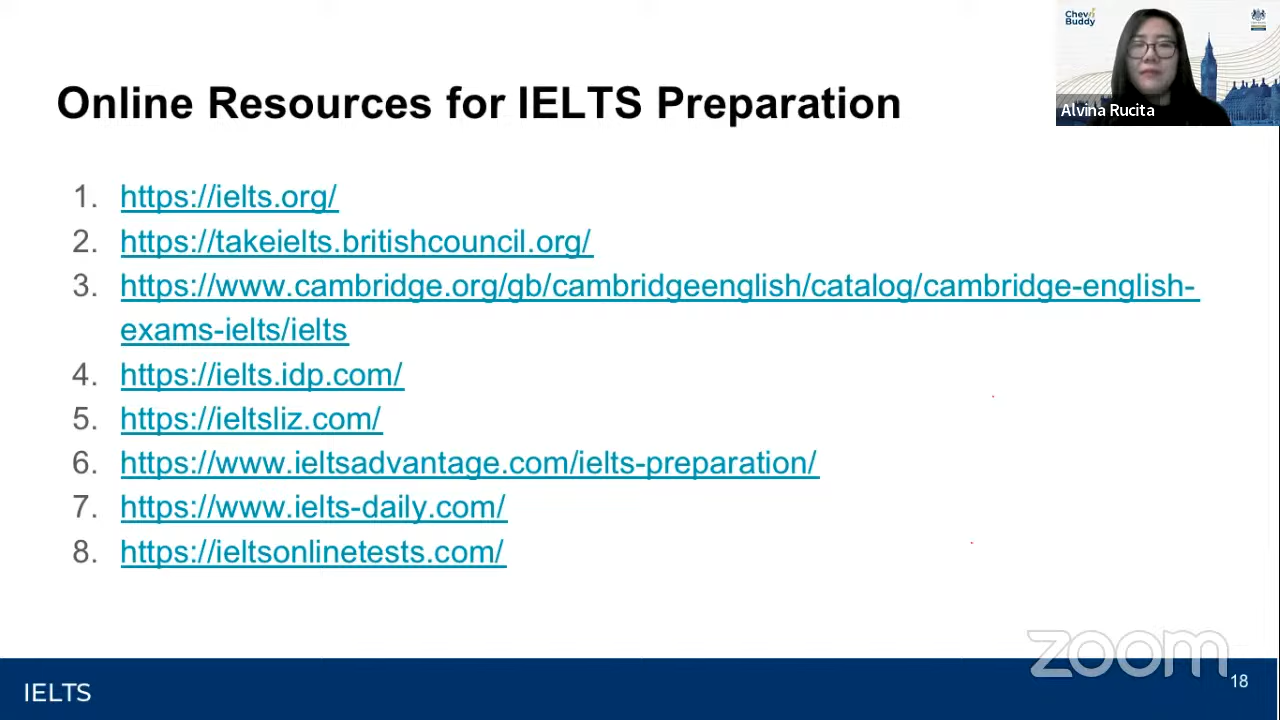 Online Resources for IELTS Preparation
Chev
Buddy
Alvina Rucita
1. https://ielts.org/
2. https://takeielts.britishcouncil.org/
3. https://www.cambridge.org/gb/cambridgeenglish/catalog/cambridge-english-
exams-ielts/ielts
4. https://ielts.idp.com/
5. https://ieltsliz.com/
6. https://www.ieltsadvantage.com/ielts-preparation/
7. https://www.ielts-daily.com/
8. https://ieltsonlinetests.com/
zoom
IELTS
18